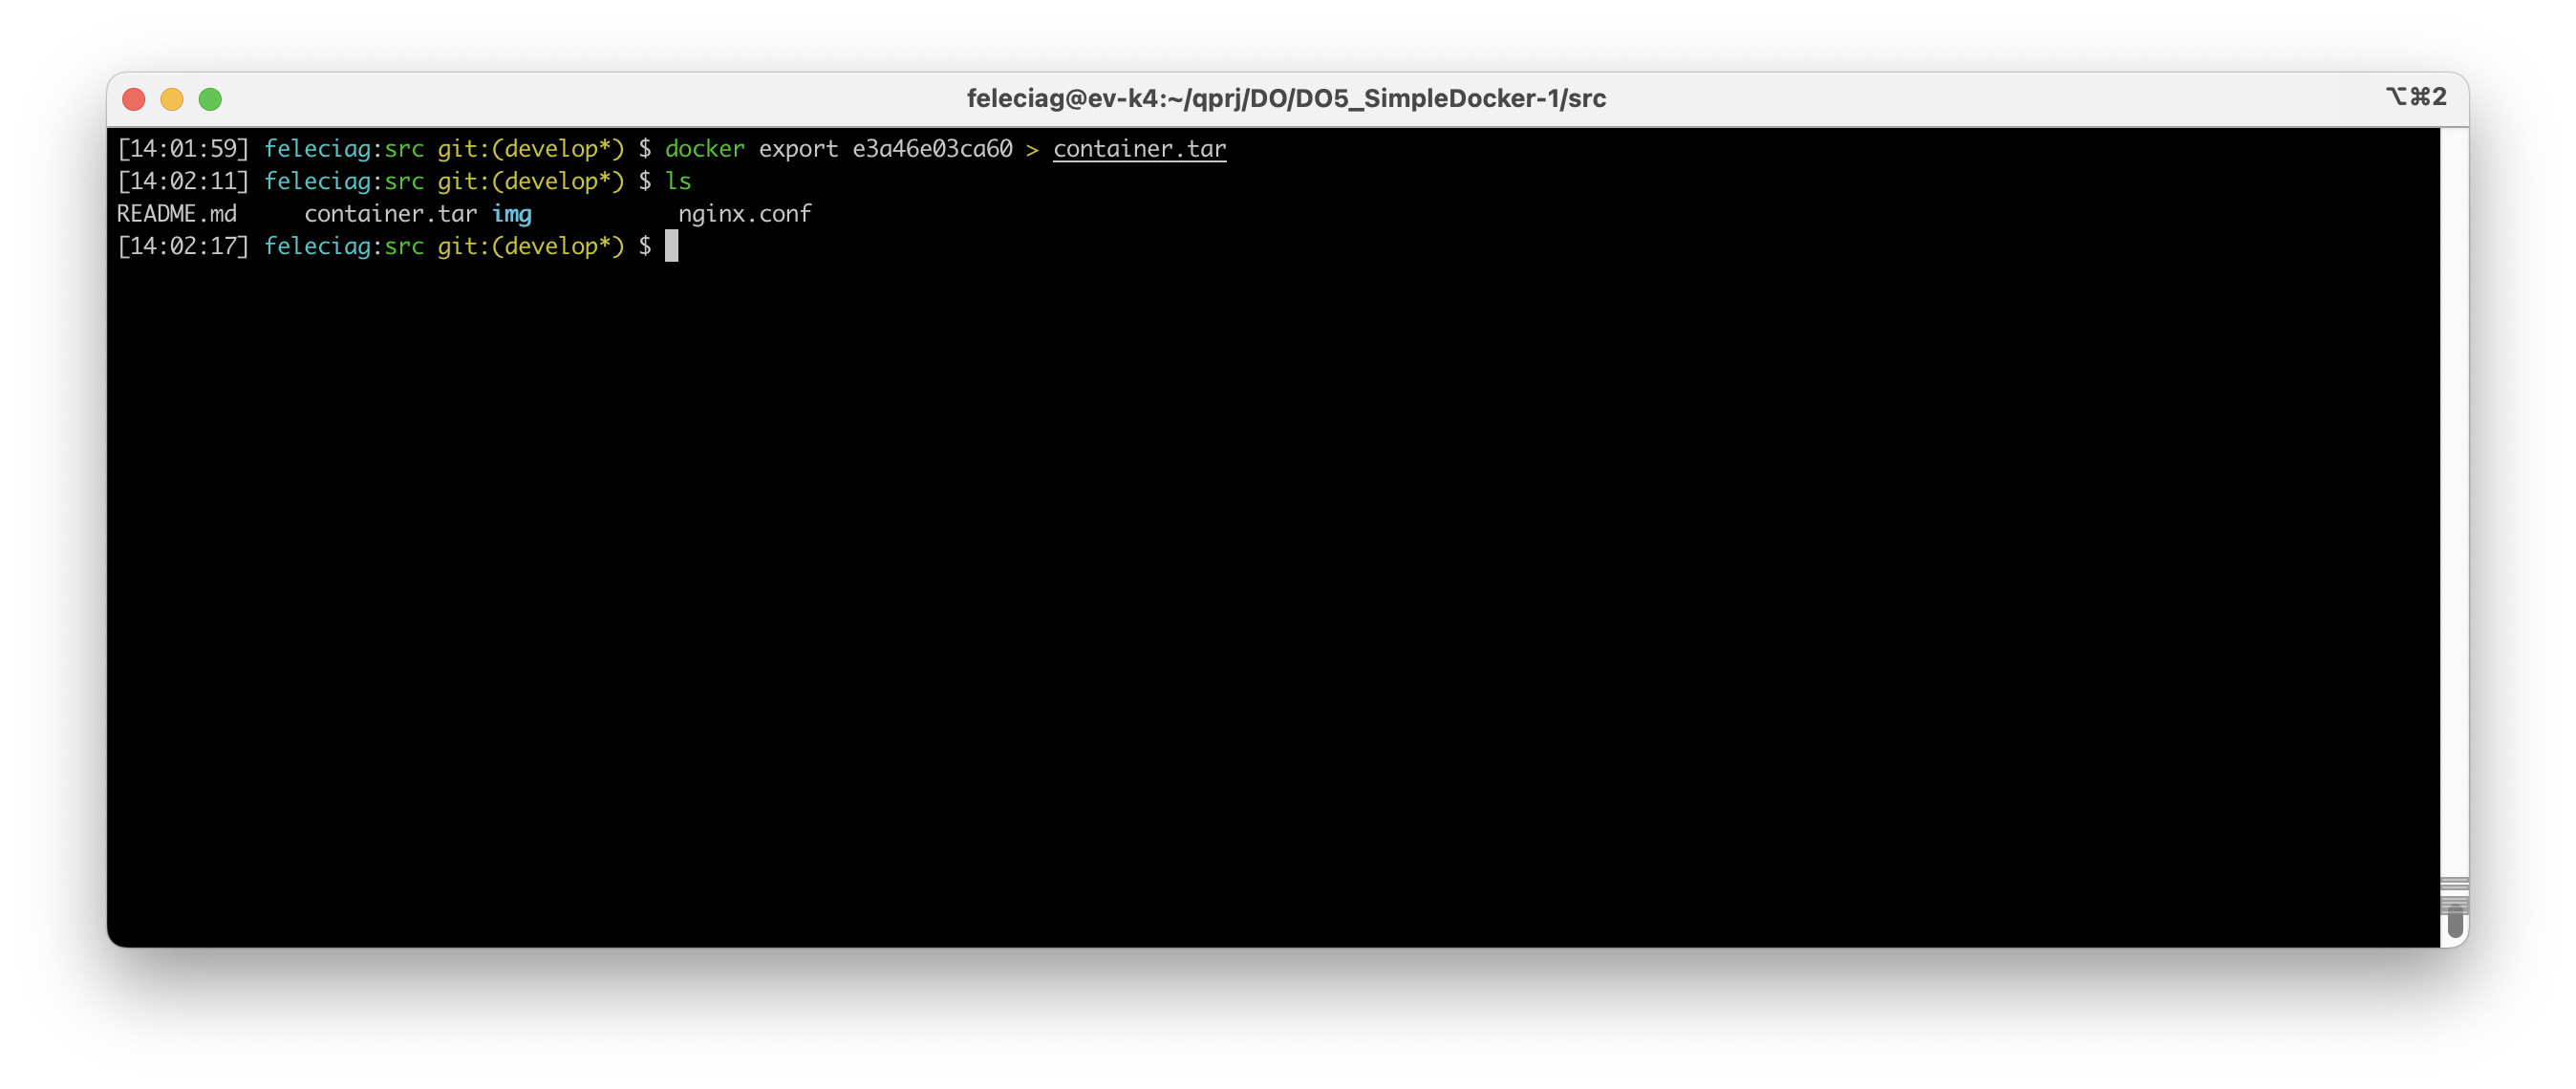 feleciag@ev-k4:~/qprj/DO/DO5_SimpleDocker-1/src ⌥⌘2
[14:01:59] feleciag:src git:(develop*) $ docker export e3a46e03ca60 > container.tar
[14:02:11] feleciag:src git:(develop*) $ ls
README.md     container.tar img           nginx.conf
[14:02:17] feleciag:src git:(develop*) $